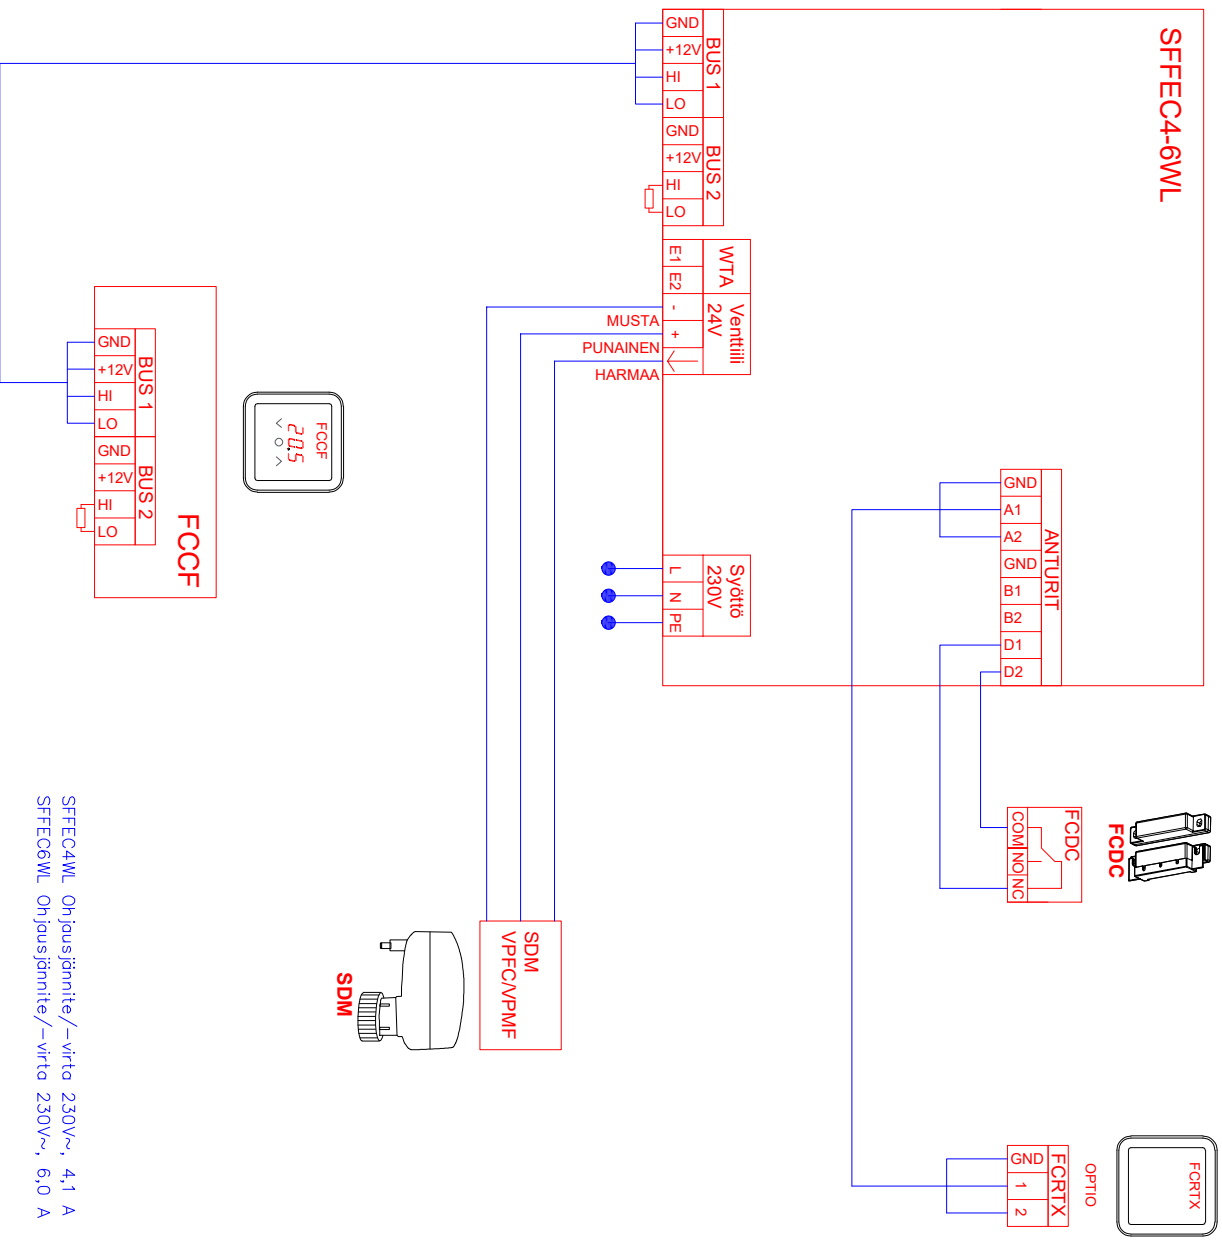 SFFEC4-6WL
GND
+12V
HI
LO
BUS 1
GND
+12V
HI
LO
BUS 2
E1
E2
WTA
-
+
Venttiili
24V
MUSTA
PUNAINEN
HARMAA
L
N
PE
Syöttö
230V
GND
A1
A2
GND
B1
B2
D1
D2
ANTURIT
GND
+12V
HI
LO
BUS 1
GND
+12V
HI
LO
BUS 2
FCCF
FCCF
20.5
FCDC
COM
NO
NC
FCDC
SDM
VPFC/VPMF
SDM
FCRTX
GND
1
2
OPTIO
FCRTX
SFFEC4WL Ohjausjännite/-virta 230V~, 4,1 A
SFFEC6WL Ohjausjännite/-virta 230V~, 6,0 A